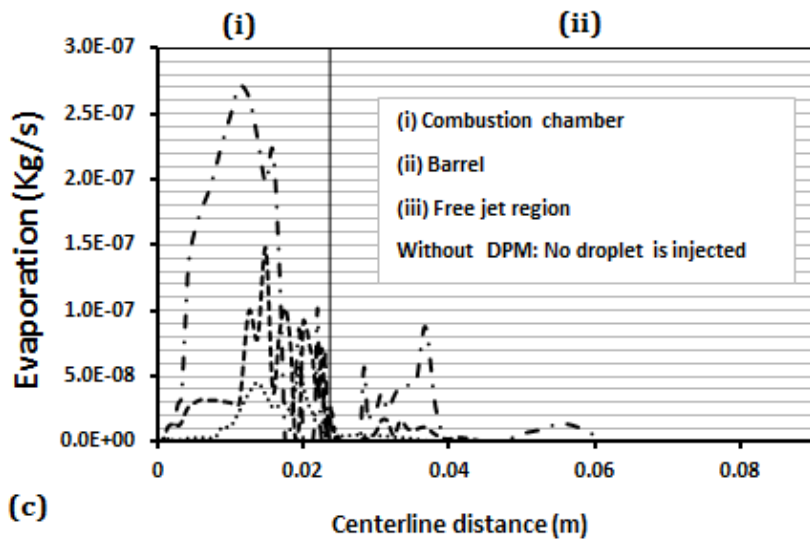 (i) (ii)
3.0E-07
2.5E-07
2.0E-07
1.5E-07
1.0E-07
5.0E-08
0.0E+00
Evaporation (Kg/s)
(i) Combustion chamber
(ii) Barrel
(iii) Free jet region
Without DPM: No droplet is injected
0 0.02 0.04 0.06 0.08
(c)
Centerline distance (m)